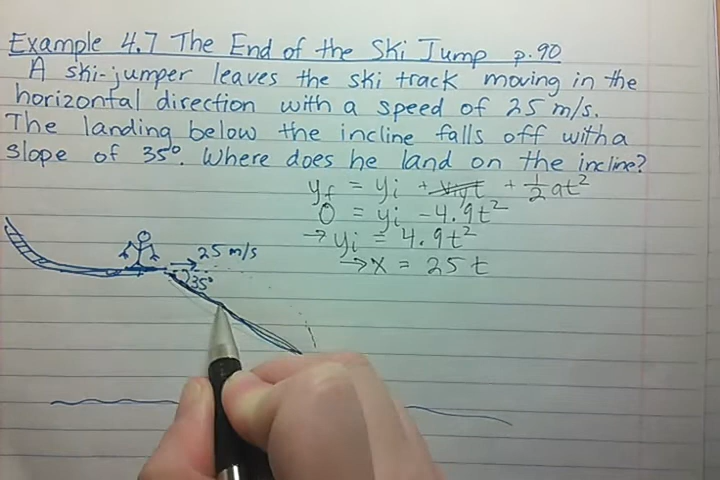 Example 4.7 The End of the Ski Jump p.90
A ski-jumper leaves the ski track moving in the
horizontal direction with a speed of 25 m/s.
The landing below the incline falls off with a
slope of 35°. Where does he land on the incline?
yf = yi + viyt + ½at²
0 = yi - 4.9t²
→ yi = 4.9t²
→ x = 25t
25 m/s
35°